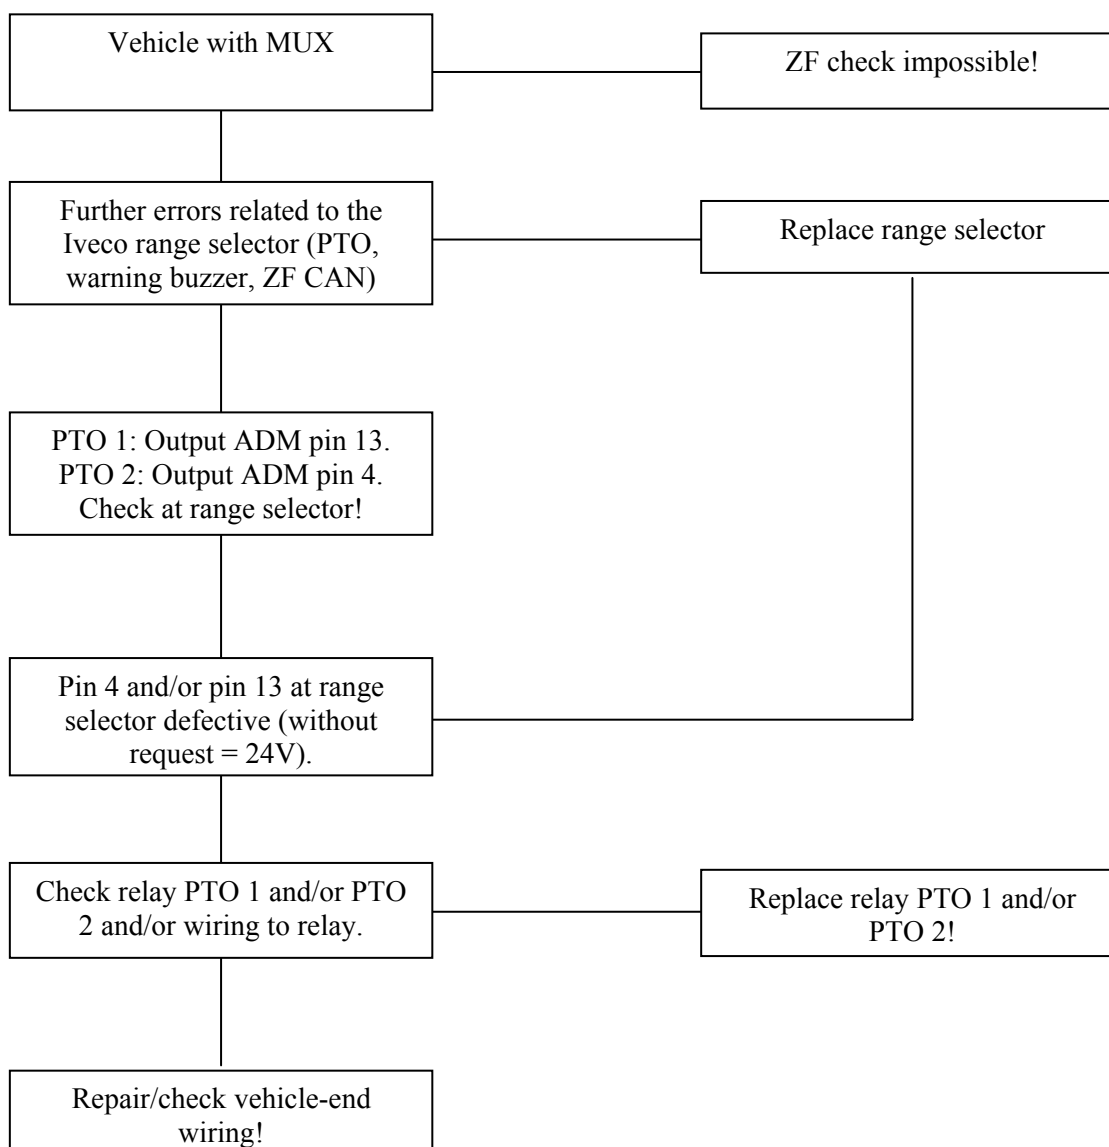 Vehicle with MUX
ZF check impossible!
Further errors related to the
Iveco range selector (PTO,
warning buzzer, ZF CAN)
Replace range selector
PTO 1: Output ADM pin 13.
PTO 2: Output ADM pin 4.
Check at range selector!
Pin 4 and/or pin 13 at range
selector defective (without
request = 24V).
Check relay PTO 1 and/or PTO
2 and/or wiring to relay.
Replace relay PTO 1 and/or
PTO 2!
Repair/check vehicle-end
wiring!